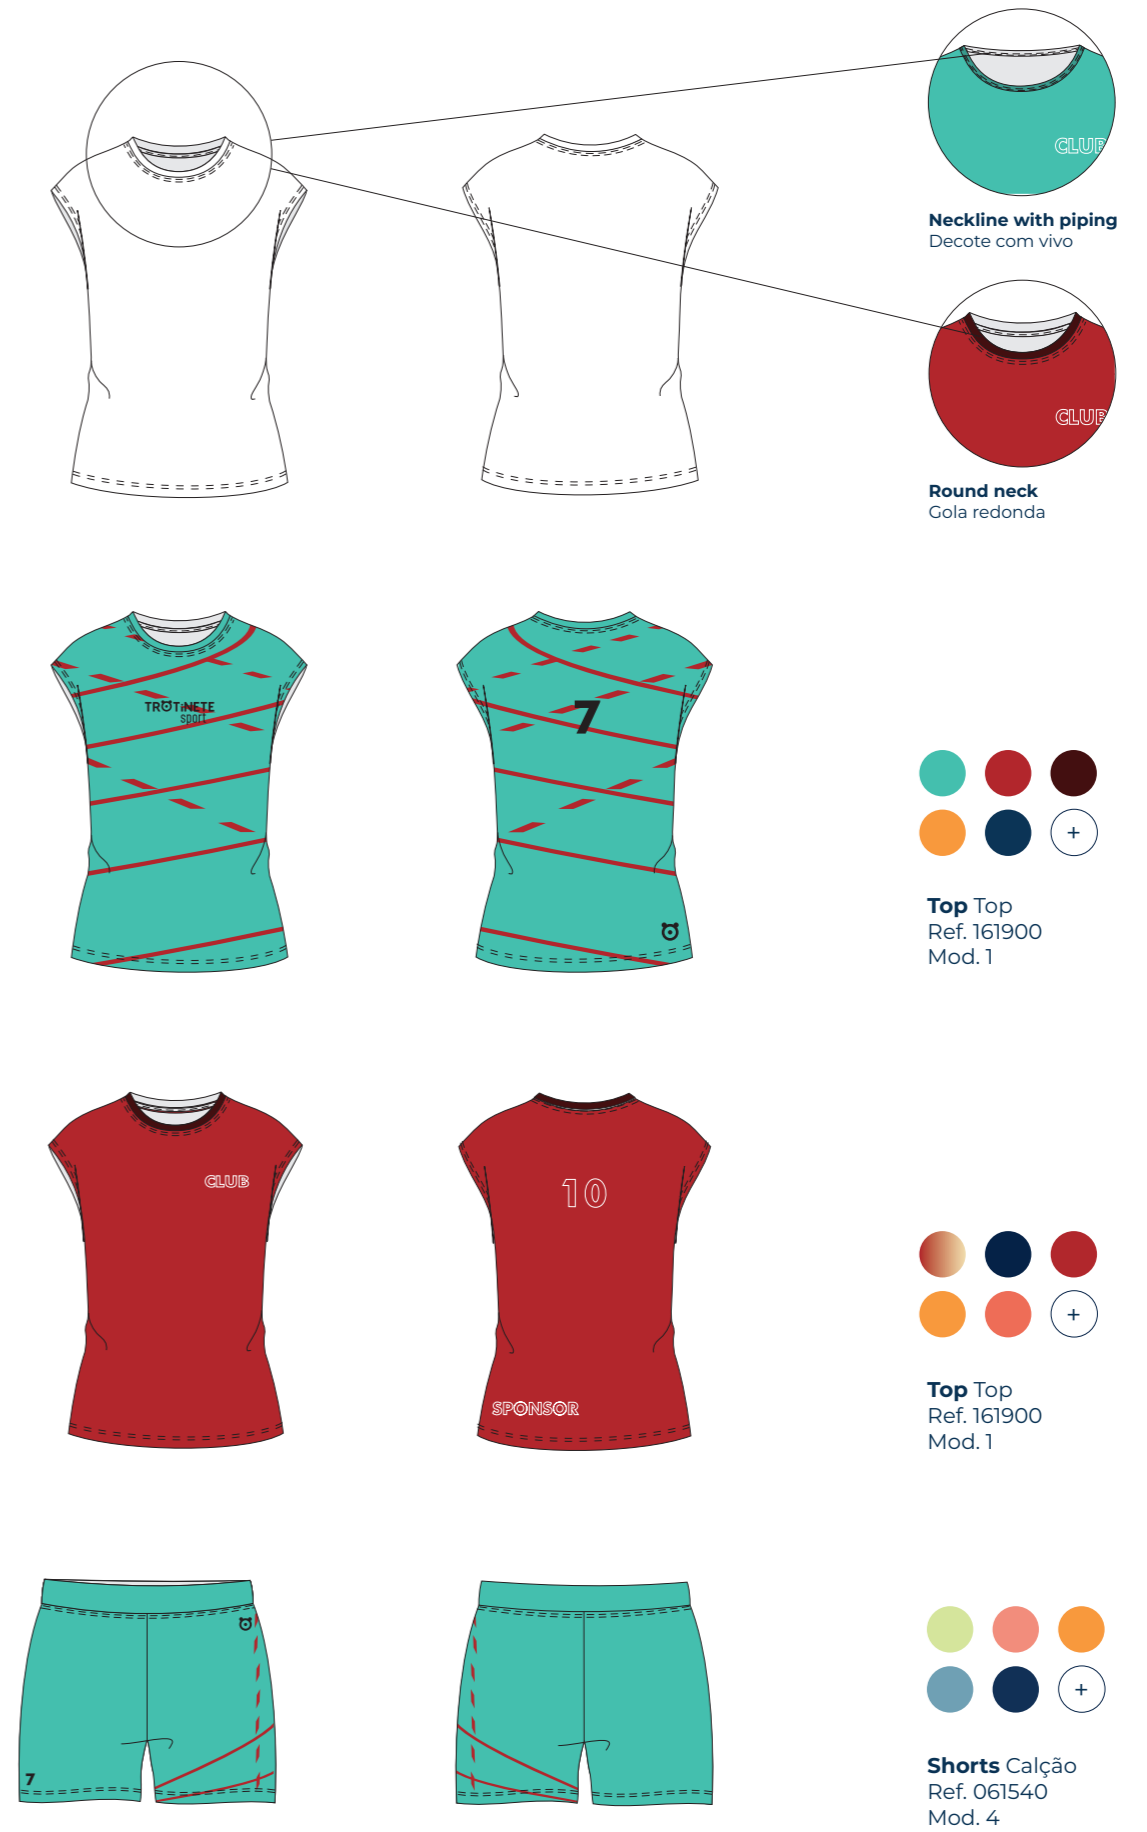 CLUB
Neckline with piping
Decote com vivo
CLUB
Round neck
Gola redonda
TROTiNETE
sport
7
+
Top Top
Ref. 161900
Mod. 1
CLUB
10
SPONSOR
+
Top Top
Ref. 161900
Mod. 1
7
+
Shorts Calção
Ref. 061540
Mod. 4